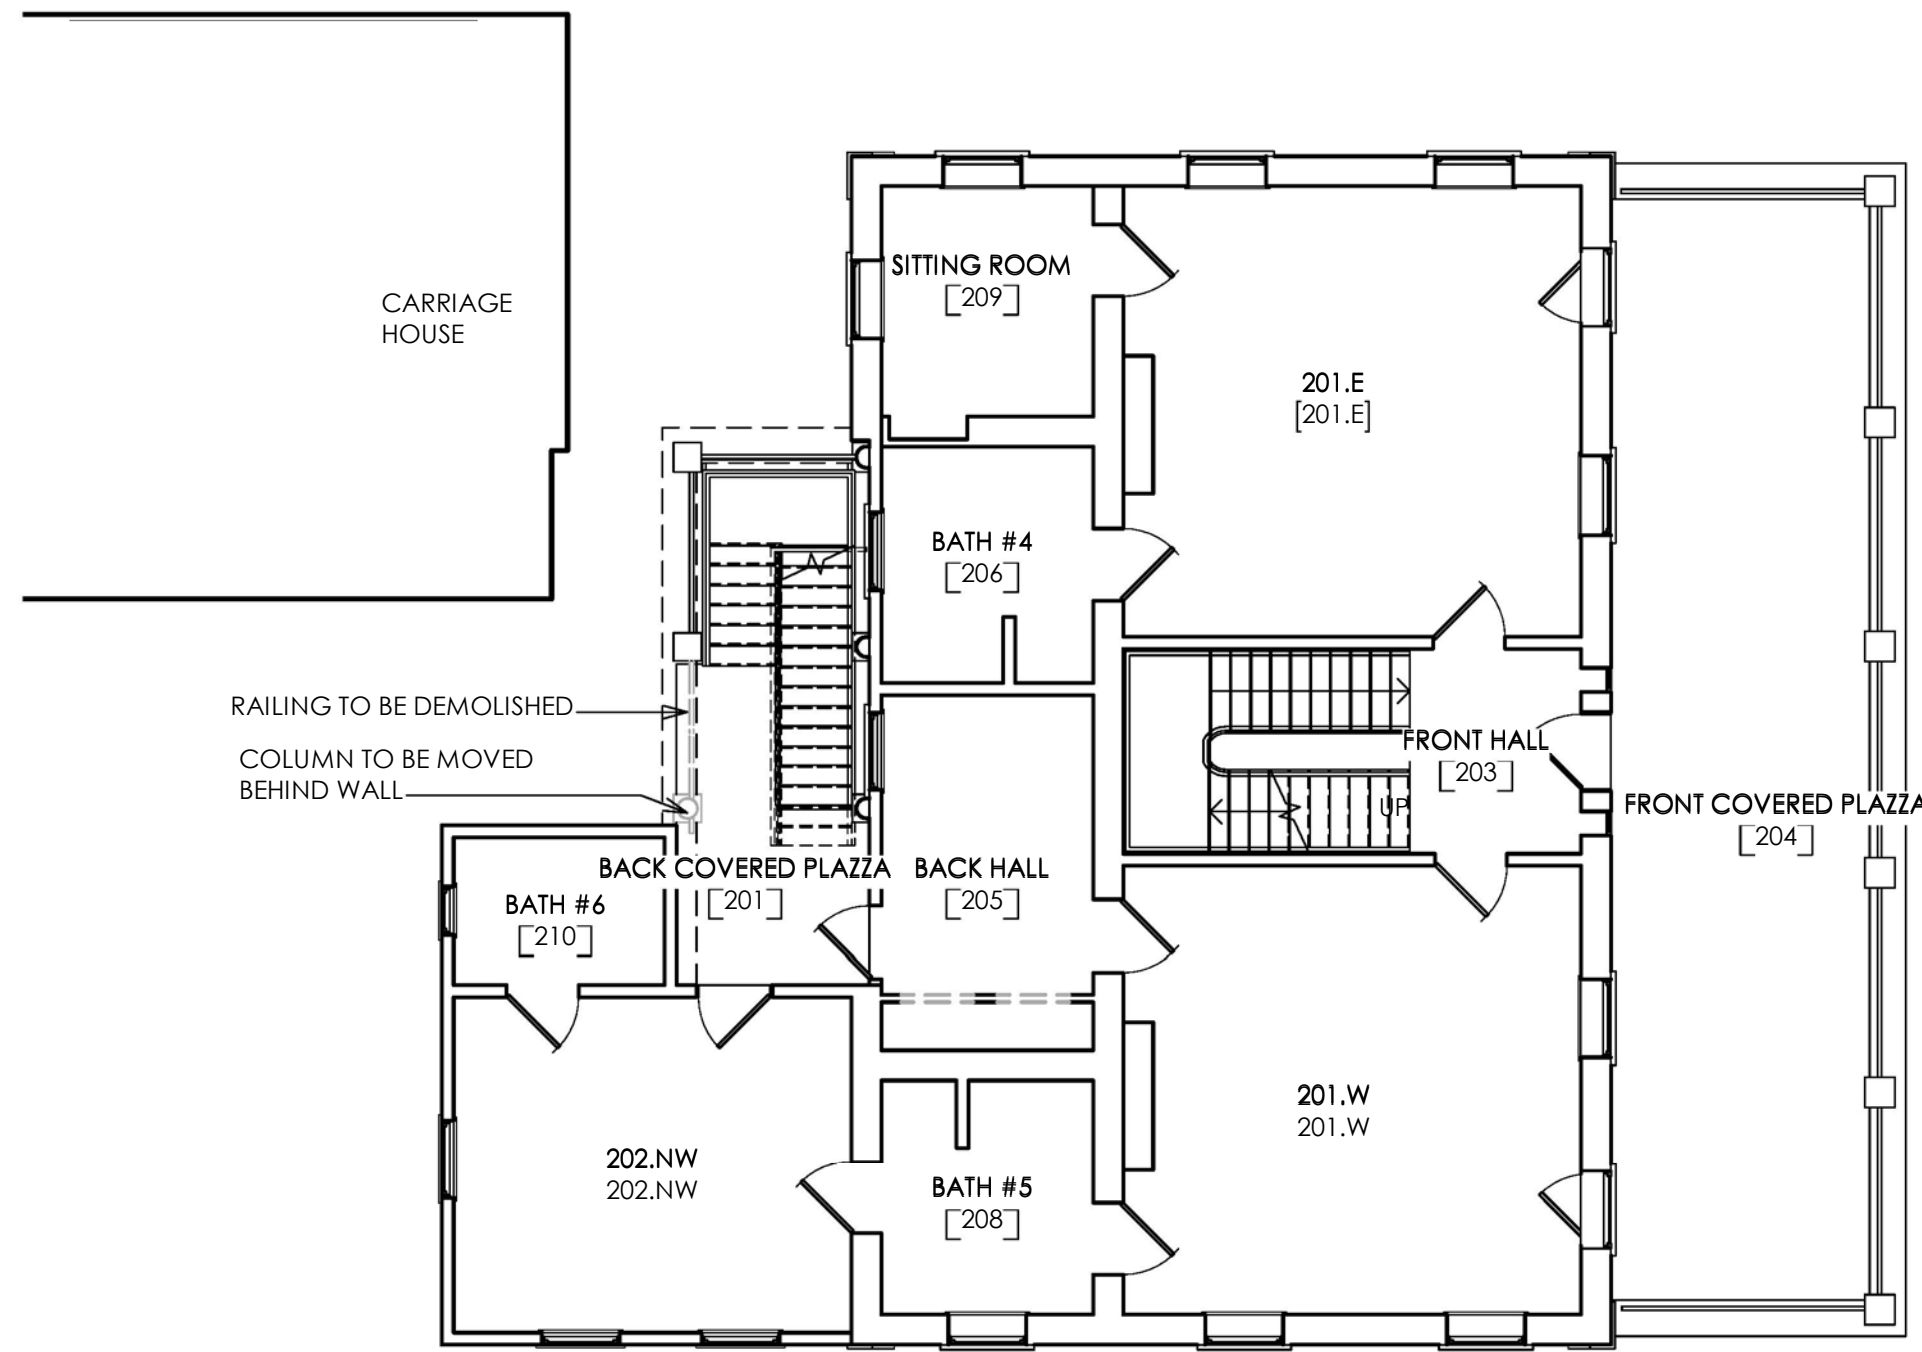 CARRIAGE
HOUSE
SITTING ROOM
[209]
201.E
[201.E]
BATH #4
[206]
RAILING TO BE DEMOLISHED
COLUMN TO BE MOVED
BEHIND WALL
FRONT HALL
[203]
UP
FRONT COVERED PLAZZA
[204]
BACK COVERED PLAZZA
[201]
BACK HALL
[205]
BATH #6
[210]
201.W
201.W
202.NW
202.NW
BATH #5
[208]